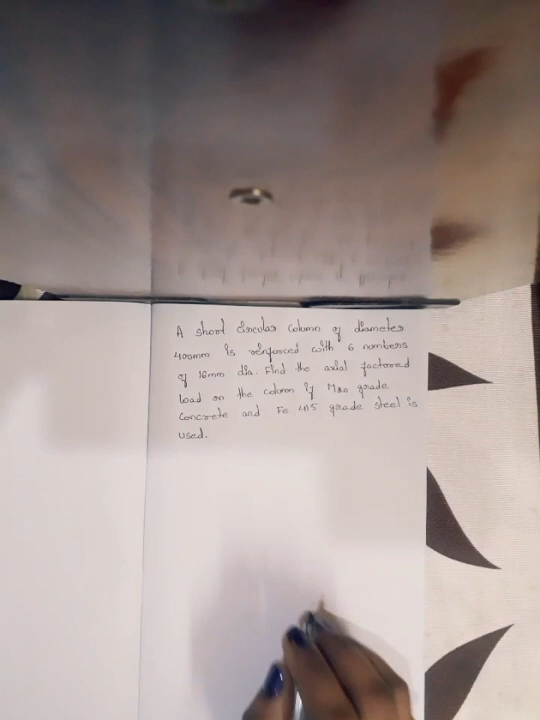 A short circular column of diameter
400mm is reinforced with 6 numbers
of 16mm dia. Find the axial factored
load on the column if grade
concrete and Fe 415 grade steel is
used.